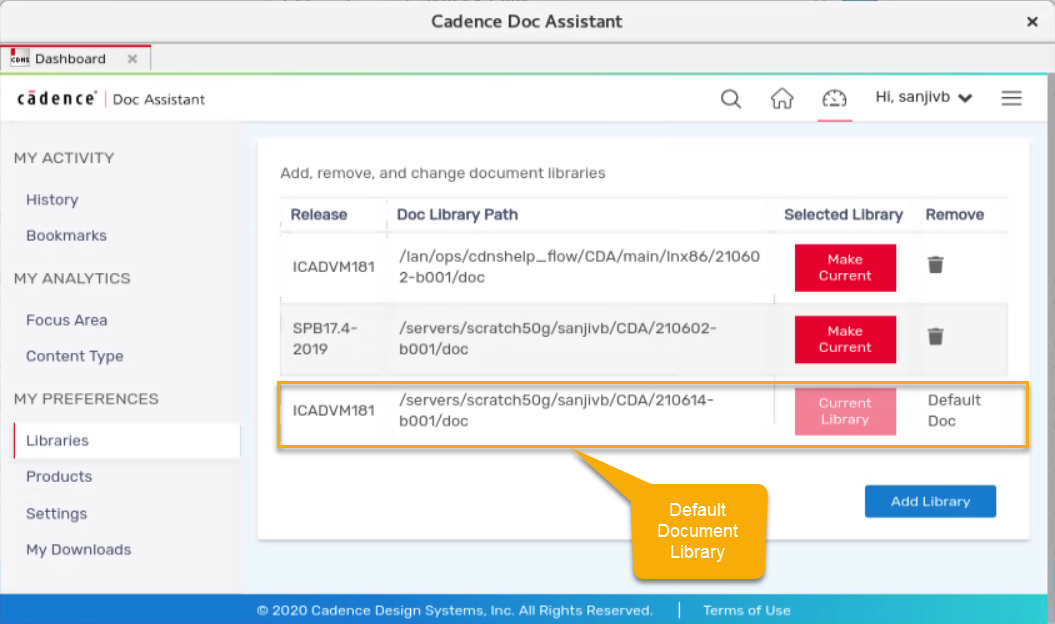 Cadence Doc Assistant
CDNS Dashboard
cādence® | Doc Assistant
Hi, sanjivb
MY ACTIVITY
History
Bookmarks
MY ANALYTICS
Focus Area
Content Type
MY PREFERENCES
Libraries
Products
Settings
My Downloads
Add, remove, and change document libraries
Release Doc Library Path Selected Library Remove
ICADVM181
/lan/ops/cdnshelp_flow/CDA/main/lnx86/21060
2-b001/doc
Make
Current
SPB17.4-
2019
/servers/scratch50g/sanjivb/CDA/210602-
b001/doc
Make
Current
ICADVM181
/servers/scratch50g/sanjivb/CDA/210614-
b001/doc
Current
Library
Default
Doc
Add Library
Default
Document
Library
© 2020 Cadence Design Systems, Inc. All Rights Reserved. | Terms of Use